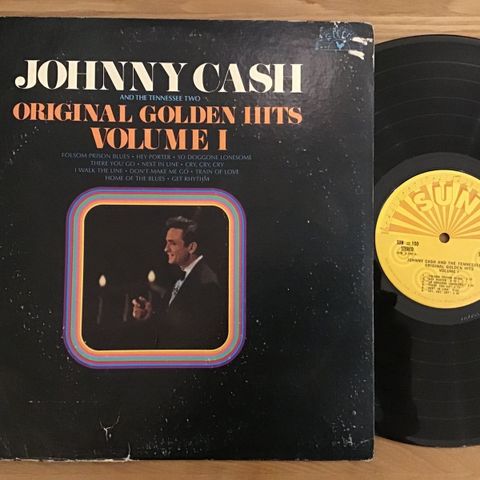 JOHNNY CASH
AND THE TENNESSEE TWO
ORIGINAL GOLDEN HITS
VOLUME I
FOLSOM PRISON BLUES • HEY PORTER • SO DOGGONE LONESOME
THERE YOU GO • NEXT IN LINE • CRY, CRY, CRY
I WALK THE LINE • DON'T MAKE ME GO • TRAIN OF LOVE
HOME OF THE BLUES • GET RHYTHM
SUN
SUN 100
STEREO
JOHNNY CASH AND THE TENNESSEE
ORIGINAL GOLDEN HITS
VOLUME I